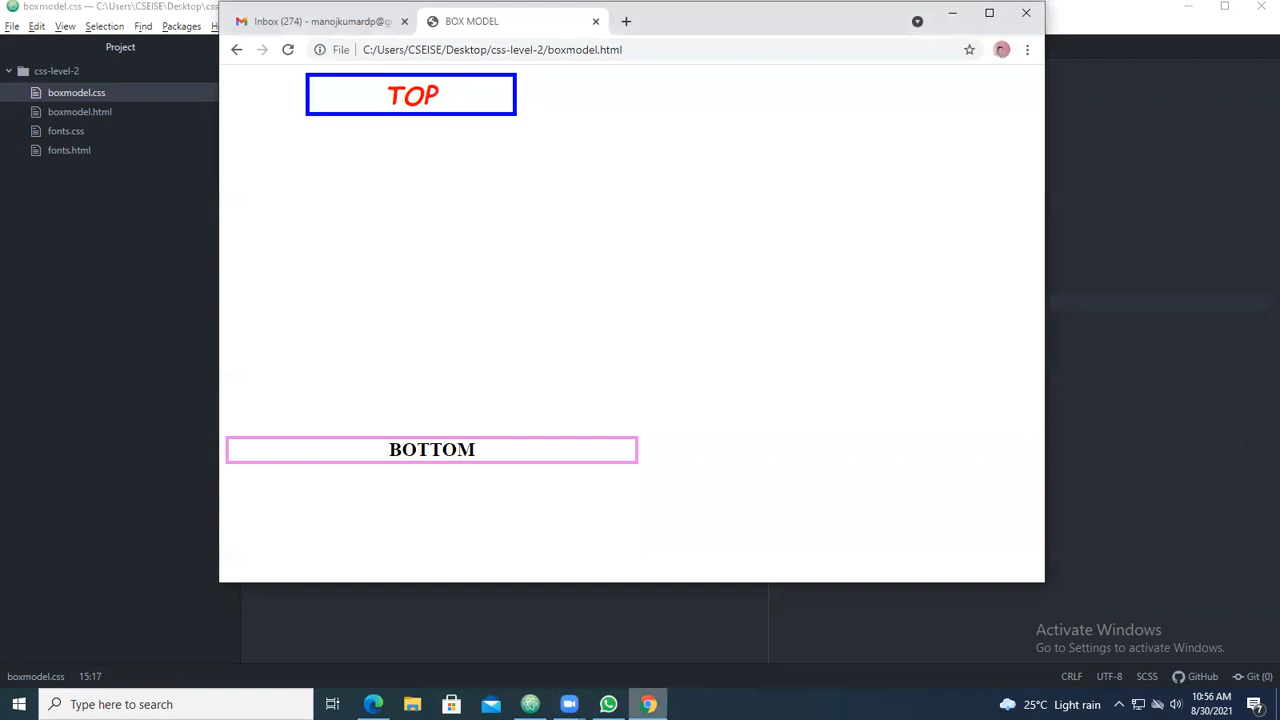 boxmodel.css — C:\Users\CSEISE\Desktop\css
File Edit View Selection Find Packages
Inbox (274) - manojkumardp@g
BOX MODEL
File C:/Users/CSEISE/Desktop/css-level-2/boxmodel.html
Project
css-level-2
boxmodel.css
boxmodel.html
fonts.css
fonts.html
TOP
BOTTOM
Activate Windows
Go to Settings to activate Windows.
boxmodel.css 15:17
CRLF UTF-8 SCSS GitHub Git (0)
Type here to search
25°C Light rain
10:56 AM
8/30/2021
7